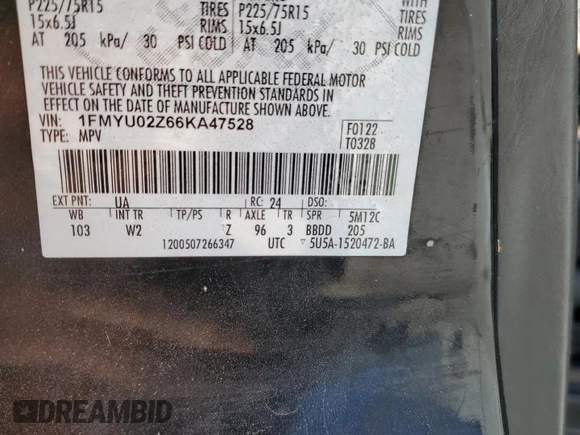 P225/75R15 TIRES P225/75R15 TIRES
15x6.5J RIMS 15x6.5J RIMS
AT 205 kPa/ 30 PSI COLD AT 205 kPa/ 30 PSI COLD
THIS VEHICLE CONFORMS TO ALL APPLICABLE FEDERAL MOTOR
VEHICLE SAFETY AND THEFT PREVENTION STANDARDS IN
EFFECT ON THE DATE OF MANUFACTURE SHOWN ABOVE.
VIN: 1FMYU02Z66KA47528 F0122
TYPE: MPV T0328
EXT PNT: UA RC: 24 DSO:
WB INT TR TP/PS R AXLE TR SPR 5M12C
103 W2 Z 96 3 BBDD 205
1200507266347 UTC ▽5U5A-1520472-BA
DREAMBID